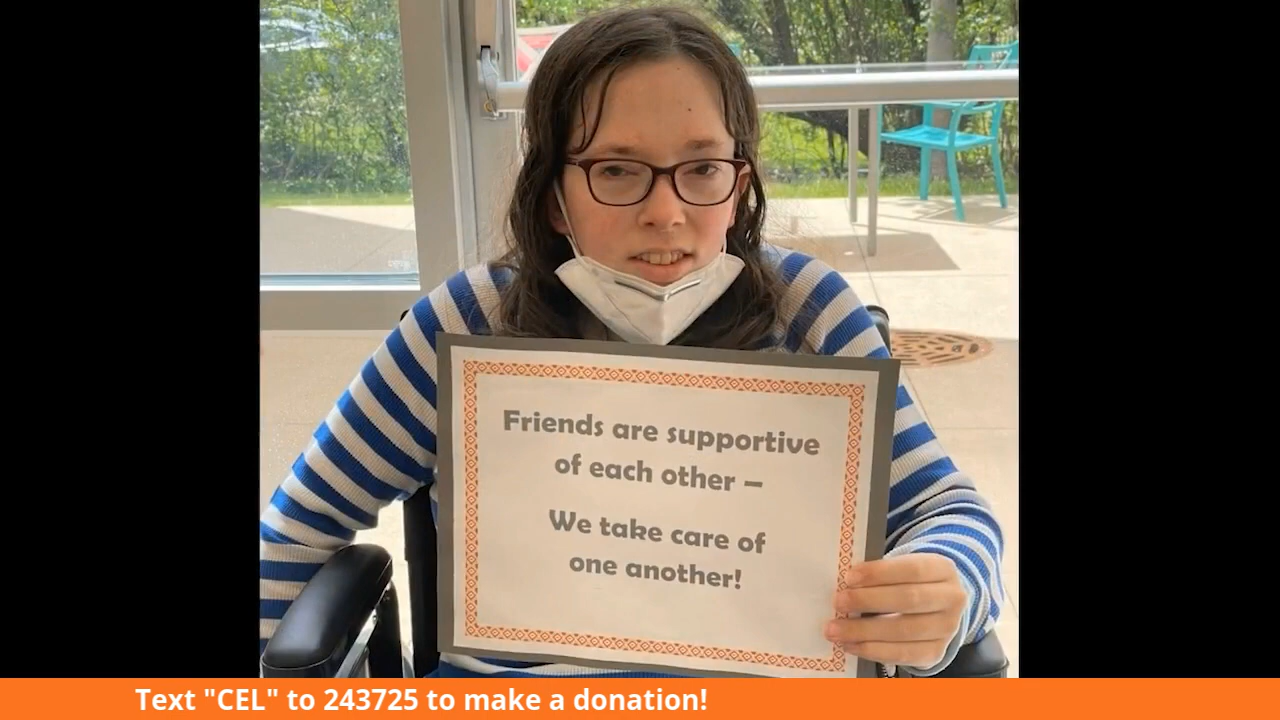 Friends are supportive
of each other –
We take care of
one another!
Text "CEL" to 243725 to make a donation!